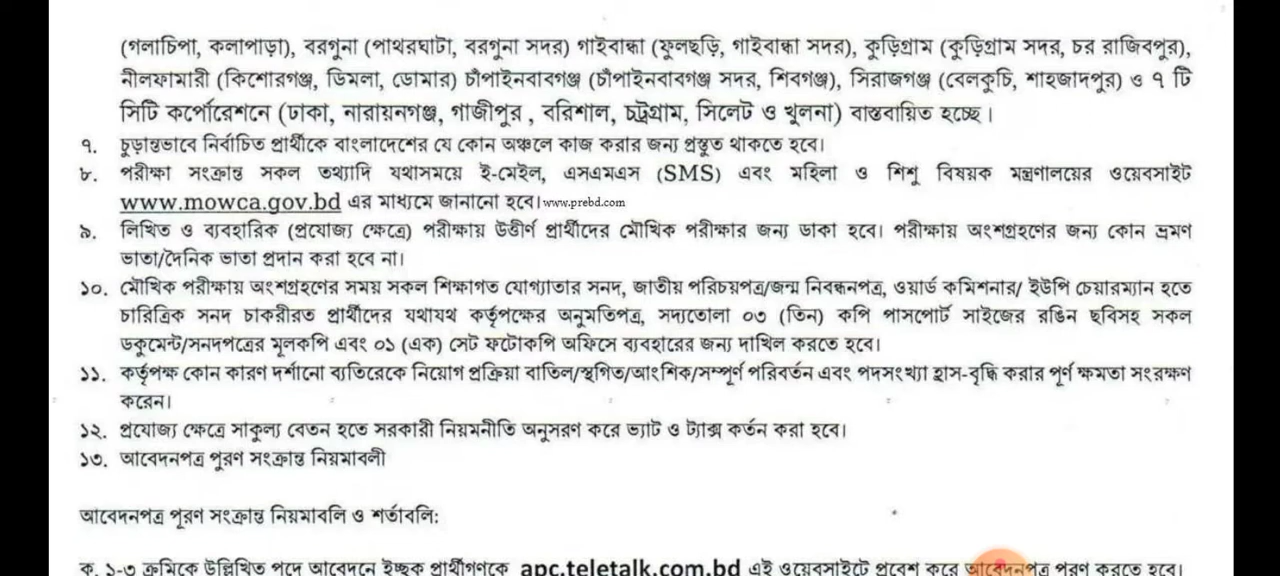 (গলাচিপা, কলাপাড়া), বরগুনা (পাথরঘাটা, বরগুনা সদর) গাইবান্ধা (ফুলছড়ি, গাইবান্ধা সদর), কুড়িগ্রাম (কুড়িগ্রাম সদর, চর রাজিবপুর),
নীলফামারী (কিশোরগঞ্জ, ডিমলা, ডোমার) চাঁপাইনবাবগঞ্জ (চাঁপাইনবাবগঞ্জ সদর, শিবগঞ্জ), সিরাজগঞ্জ (বেলকুচি, শাহজাদপুর) ও ৭ টি
সিটি কর্পোরেশনে (ঢাকা, নারায়নগঞ্জ, গাজীপুর , বরিশাল, চট্রগ্রাম, সিলেট ও খুলনা) বাস্তবায়িত হচ্ছে।
৭. চুড়ান্তভাবে নির্বাচিত প্রার্থীকে বাংলাদেশের যে কোন অঞ্চলে কাজ করার জন্য প্রস্তুত থাকতে হবে।
৮. পরীক্ষা সংক্রান্ত সকল তথ্যাদি যথাসময়ে ই-মেইল, এসএমএস (SMS) এবং মহিলা ও শিশু বিষয়ক মন্ত্রণালয়ের ওয়েবসাইট
www.mowca.gov.bd এর মাধ্যমে জানানো হবে। www.prebd.com
৯. লিখিত ও ব্যবহারিক (প্রযোজ্য ক্ষেত্রে) পরীক্ষায় উত্তীর্ণ প্রার্থীদের মৌখিক পরীক্ষার জন্য ডাকা হবে। পরীক্ষায় অংশগ্রহণের জন্য কোন ভ্রমণ
ভাতা/দৈনিক ভাতা প্রদান করা হবে না।
১০. মৌখিক পরীক্ষায় অংশগ্রহণের সময় সকল শিক্ষাগত যোগ্যাতার সনদ, জাতীয় পরিচয়পত্র/জন্ম নিবন্ধনপত্র, ওয়ার্ড কমিশনার/ ইউপি চেয়ারম্যান হতে
চারিত্রিক সনদ চাকরীরত প্রার্থীদের যথাযথ কর্তৃপক্ষের অনুমতিপত্র, সদ্যতোলা ০৩ (তিন) কপি পাসপোর্ট সাইজের রঙিন ছবিসহ সকল
ডকুমেন্ট/সনদপত্রের মূলকপি এবং ০১ (এক) সেট ফটোকপি অফিসে ব্যবহারের জন্য দাখিল করতে হবে।
১১. কর্তৃপক্ষ কোন কারণ দর্শানো ব্যতিরেকে নিয়োগ প্রক্রিয়া বাতিল/স্থগিত/আংশিক/সম্পূর্ণ পরিবর্তন এবং পদসংখ্যা হ্রাস-বৃদ্ধি করার পূর্ণ ক্ষমতা সংরক্ষণ
করেন।
১২. প্রযোজ্য ক্ষেত্রে সাকুল্য বেতন হতে সরকারী নিয়মনীতি অনুসরণ করে ভ্যাট ও ট্যাক্স কর্তন করা হবে।
১৩. আবেদনপত্র পুরণ সংক্রান্ত নিয়মাবলী
আবেদনপত্র পূরণ সংক্রান্ত নিয়মাবলি ও শর্তাবলি:
ক. ১-৩ ক্রমিকে উল্লিখিত পদে আবেদনে ইচ্ছুক প্রার্থীগণকে apc.teletalk.com.bd এই ওয়েবসাইটে প্রবেশ করে আবেদনপত্র পূরণ করতে হবে।